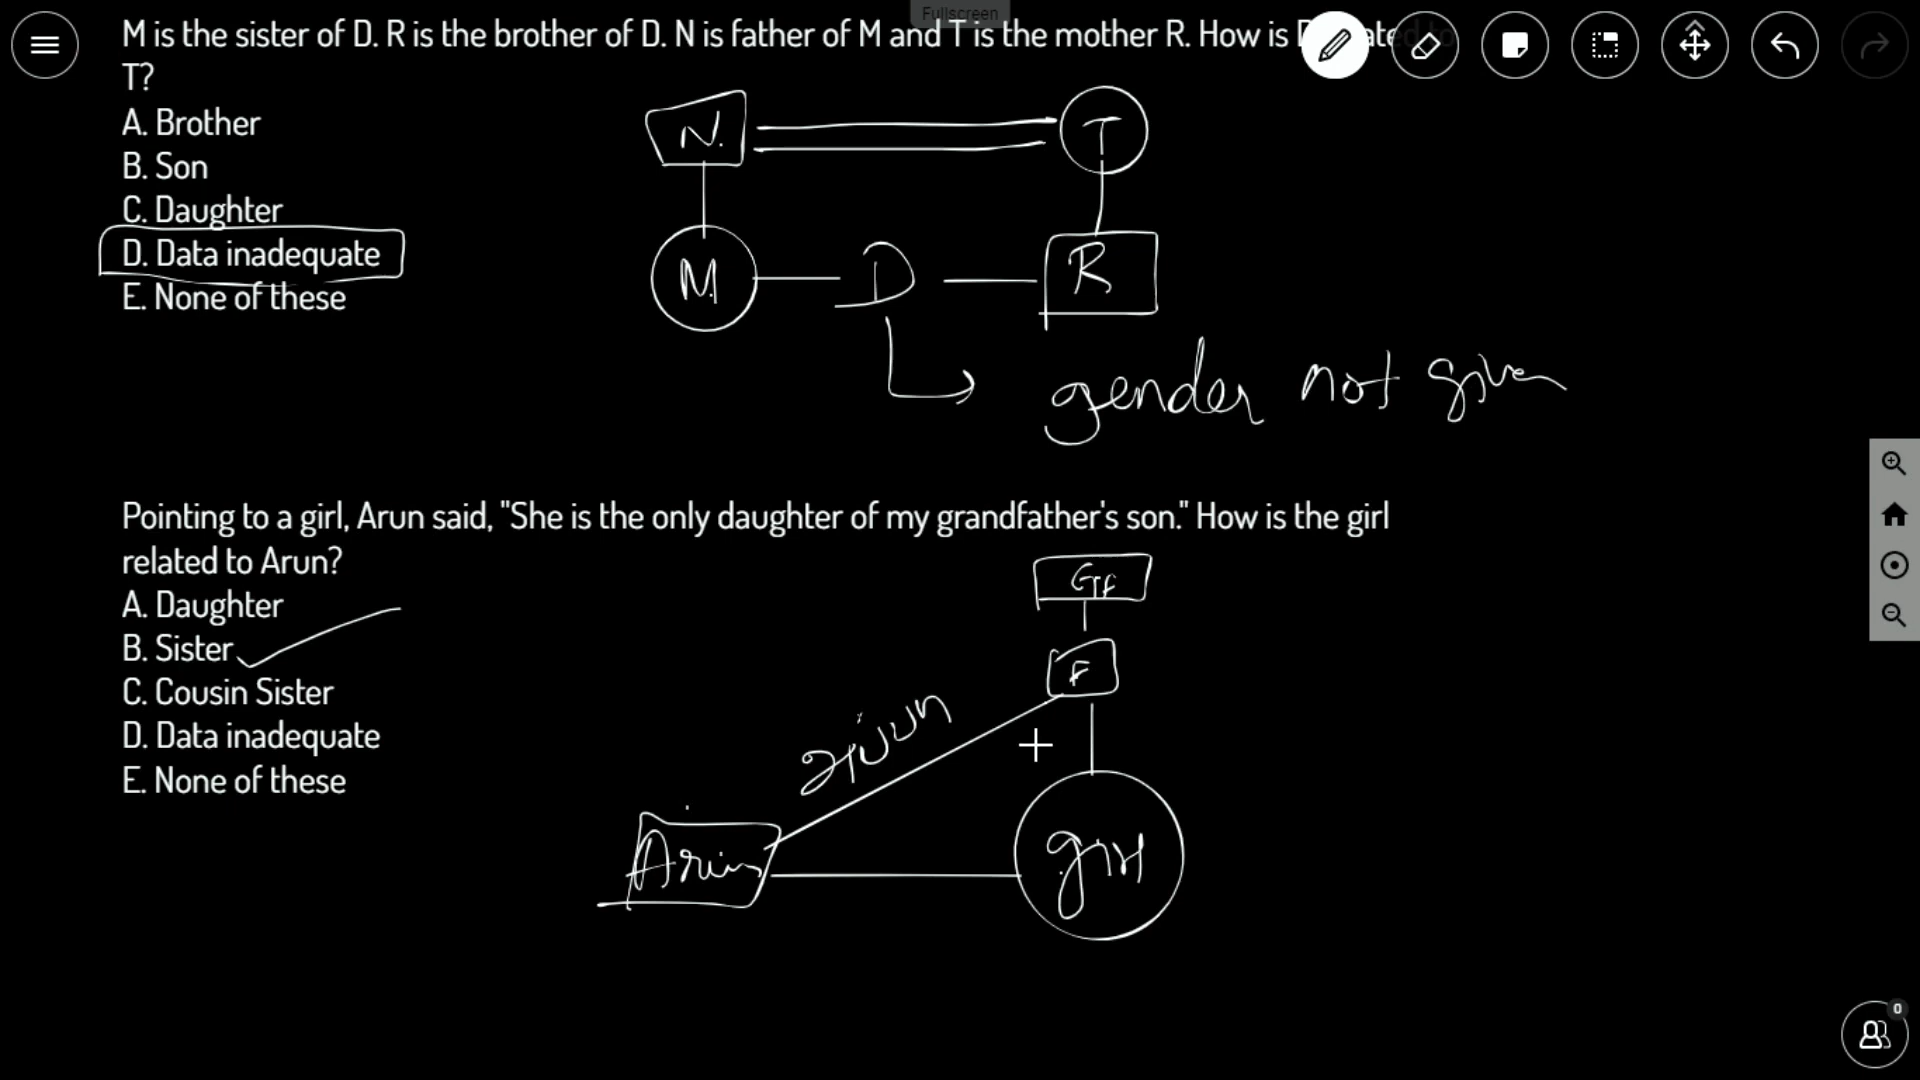 Fullscreen
M is the sister of D. R is the brother of D. N is father of M and T is the mother R. How is
T?
A. Brother
B. Son
C. Daughter
D. Data inadequate
E. None of these
N T
M D R
gender not given
Pointing to a girl, Arun said, "She is the only daughter of my grandfather's son." How is the girl
related to Arun?
A. Daughter
B. Sister
C. Cousin Sister
D. Data inadequate
E. None of these
GF
F
Arun girl
0